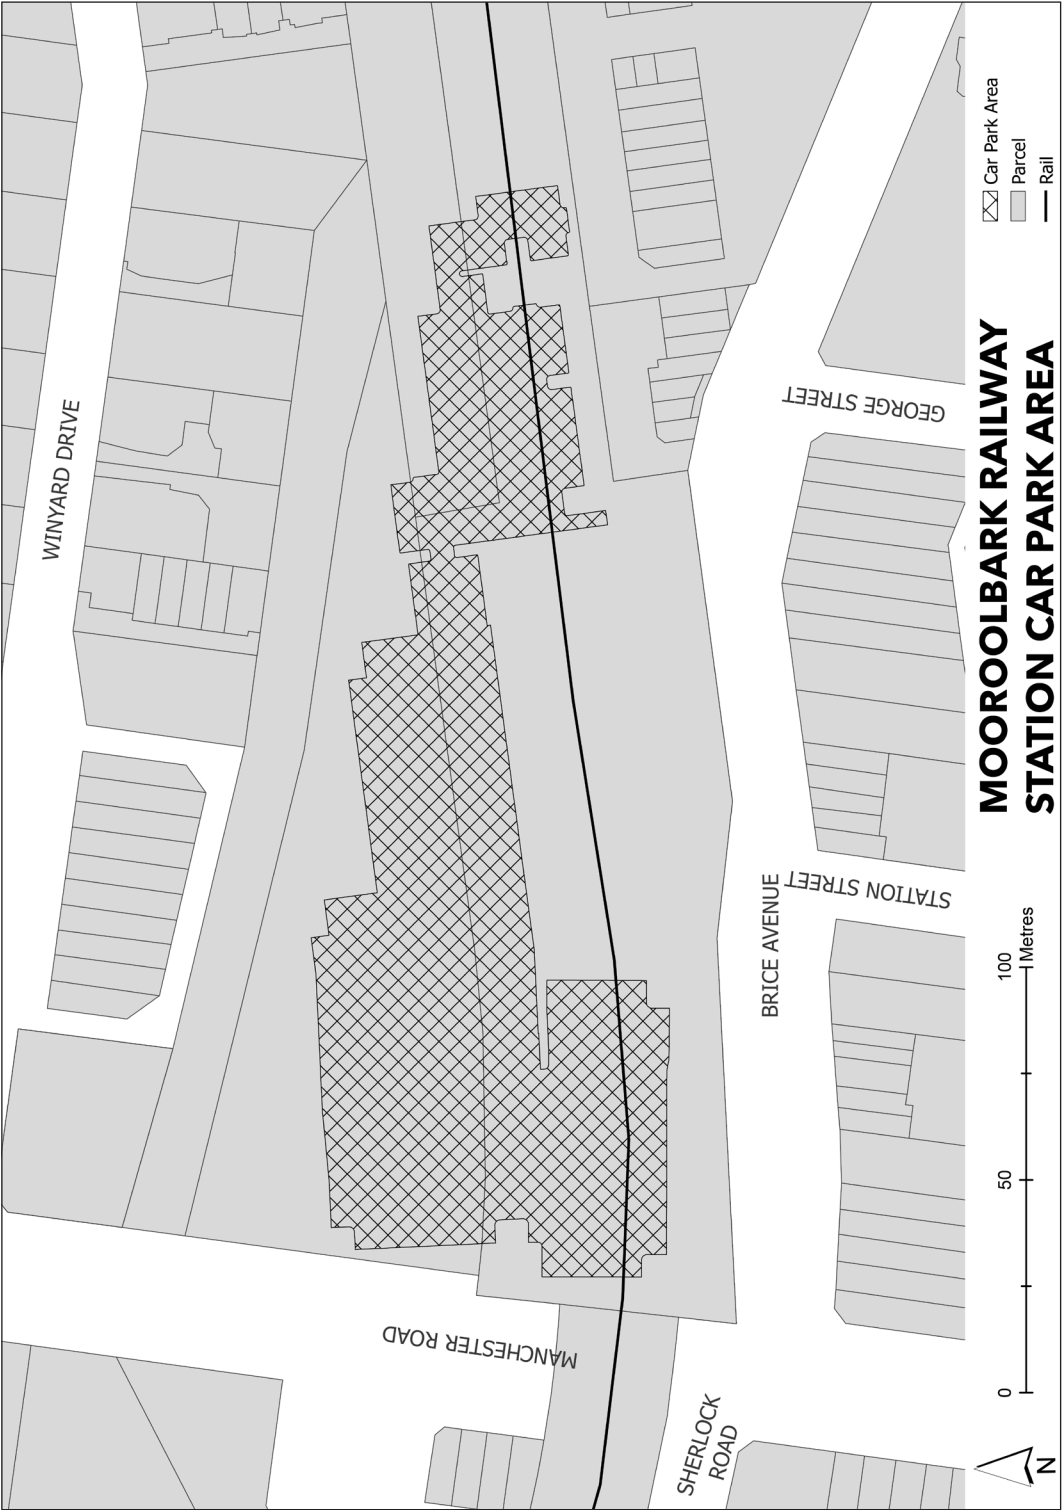 WINYARD DRIVE
MANCHESTER ROAD
SHERLOCK
ROAD
BRICE AVENUE
STATION STREET
GEORGE STREET
N
0
50
100
Metres
MOOROOLBARK RAILWAY
STATION CAR PARK AREA
Car Park Area
Parcel
Rail